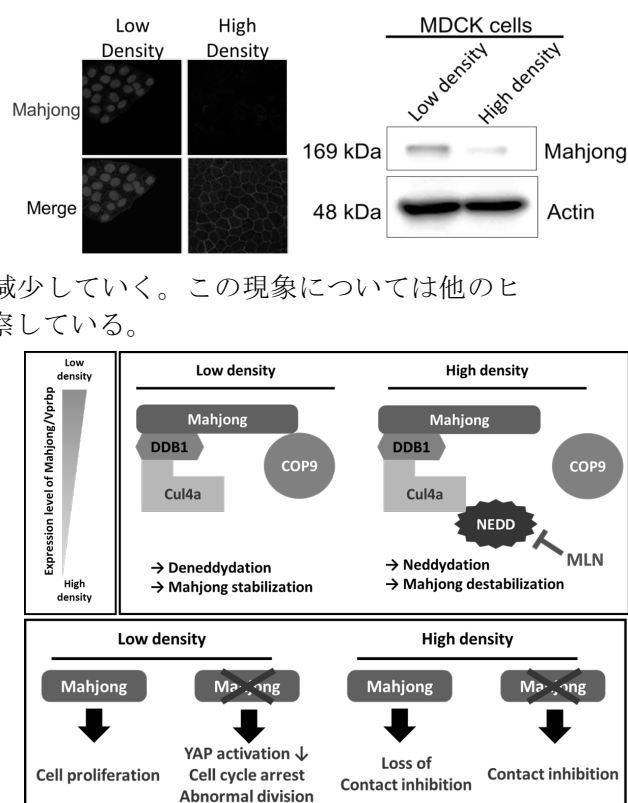 Low Density
High Density
Mahjong
Merge
MDCK cells
Low density
High density
169 kDa
Mahjong
48 kDa
Actin
減少していく。この現象については他のヒ
察している。
Expression level of Mahjong/Vprbp
Low density
High density
Low density
Mahjong
DDB1
COP9
Cul4a
→ Deneddydation
→ Mahjong stabilization
High density
Mahjong
DDB1
COP9
Cul4a
NEDD
MLN
→ Neddydation
→ Mahjong destabilization
Low density
High density
Mahjong
Mahjong
Mahjong
Mahjong
Cell proliferation
YAP activation ↓
Cell cycle arrest
Abnormal division
Loss of
Contact inhibition
Contact inhibition